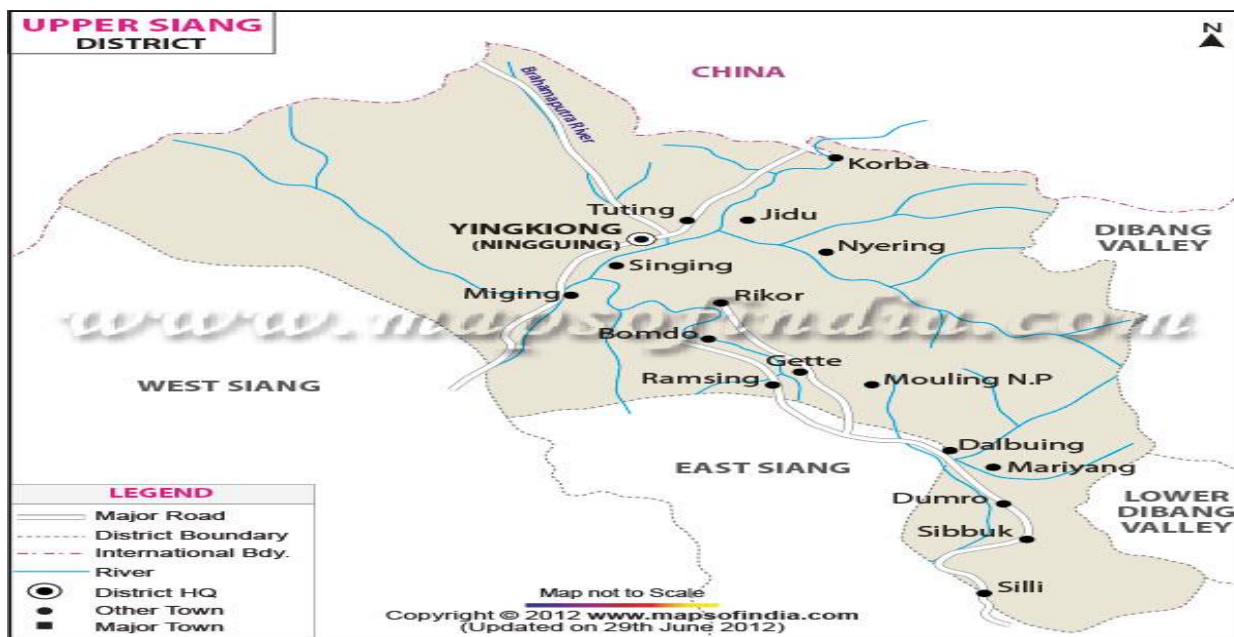 UPPER SIANG
DISTRICT
N
CHINA
Brahamaputra River
Korba
Tuting
Jidu
YINGKIONG
(NINGGUING)
DIBANG
VALLEY
Nyering
Singing
Miging
Rikor
www.mapsofindia.com
Bomdo
Gette
WEST SIANG
Ramsing
Mouling N.P
Dalbuing
EAST SIANG
Mariyang
LEGEND
Major Road
District Boundary
International Bdy.
River
District HQ
Other Town
Major Town
Dumro
LOWER
DIBANG
VALLEY
Sibbuk
Silli
Map not to Scale
Copyright © 2012 www.mapsofindia.com
(Updated on 29th June 2012)